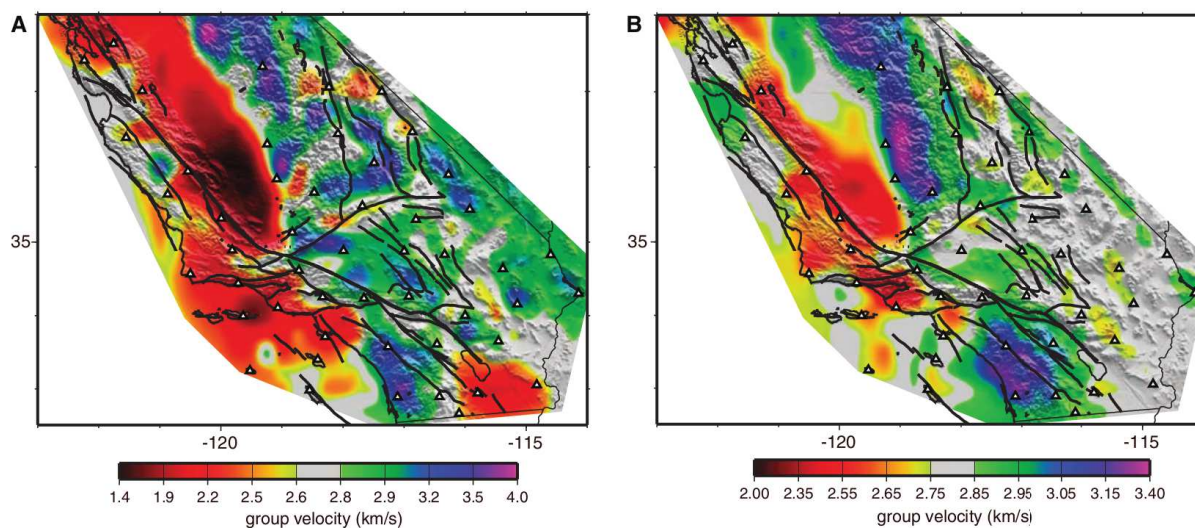 A
B
35
35
-120
-115
-120
-115
1.4 1.9 2.2 2.5 2.6 2.8 2.9 3.2 3.5 4.0
2.00 2.35 2.55 2.65 2.75 2.85 2.95 3.05 3.15 3.40
group velocity (km/s)
group velocity (km/s)